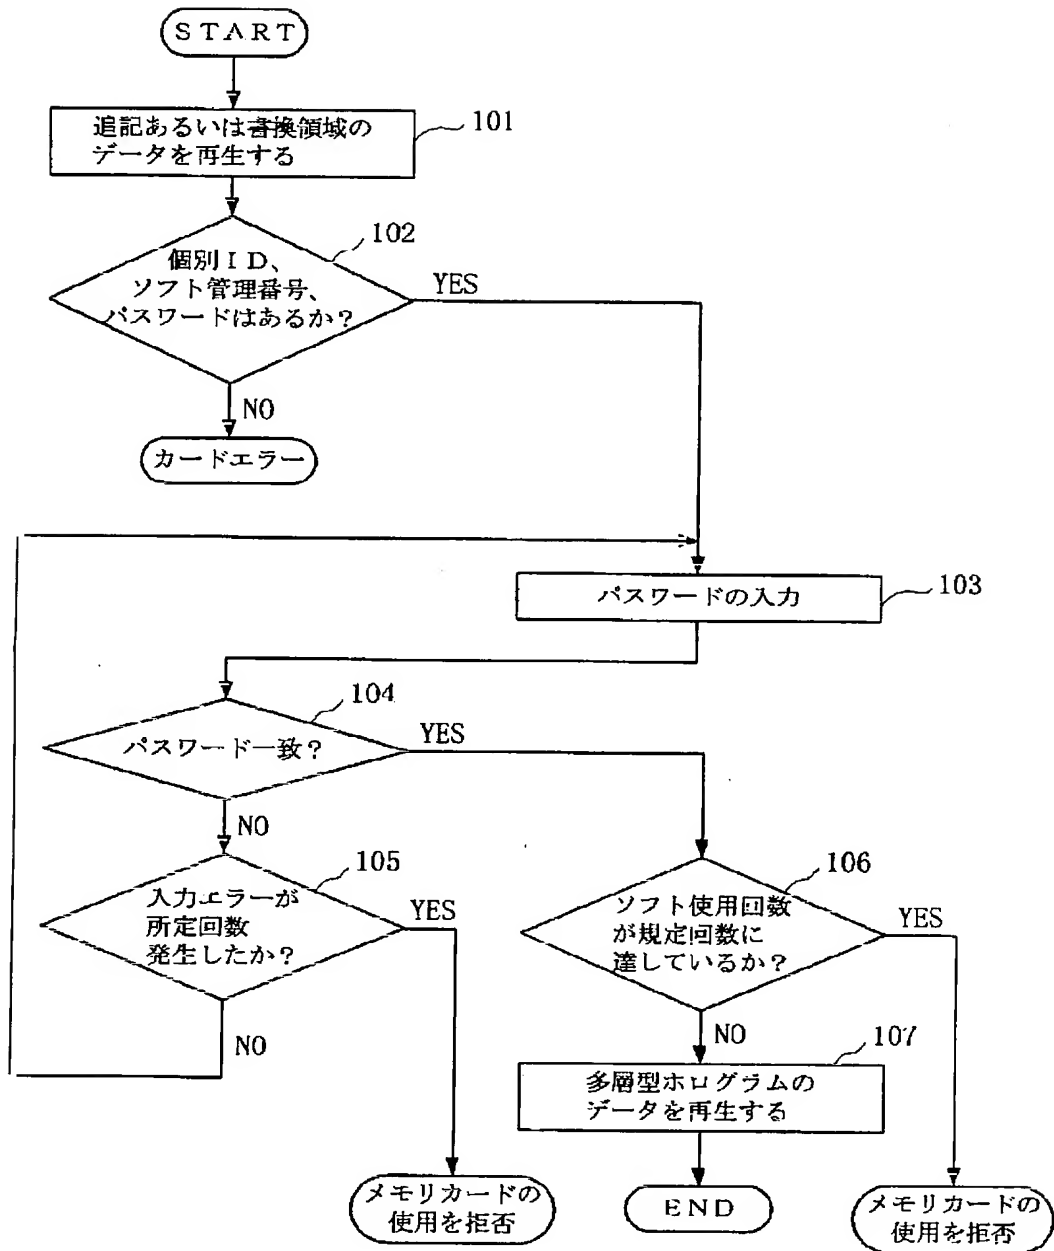 START
追記あるいは書換領域の
データを再生する
101
102
個別ID、
ソフト管理番号、
パスワードはあるか？
YES
NO
カードエラー
パスワードの入力
103
104
パスワード一致？
YES
NO
105
入力エラーが
所定回数
発生したか？
YES
NO
106
ソフト使用回数
が規定回数に
達しているか？
YES
NO
107
多層型ホログラムの
データを再生する
メモリカードの
使用を拒否
END
メモリカードの
使用を拒否